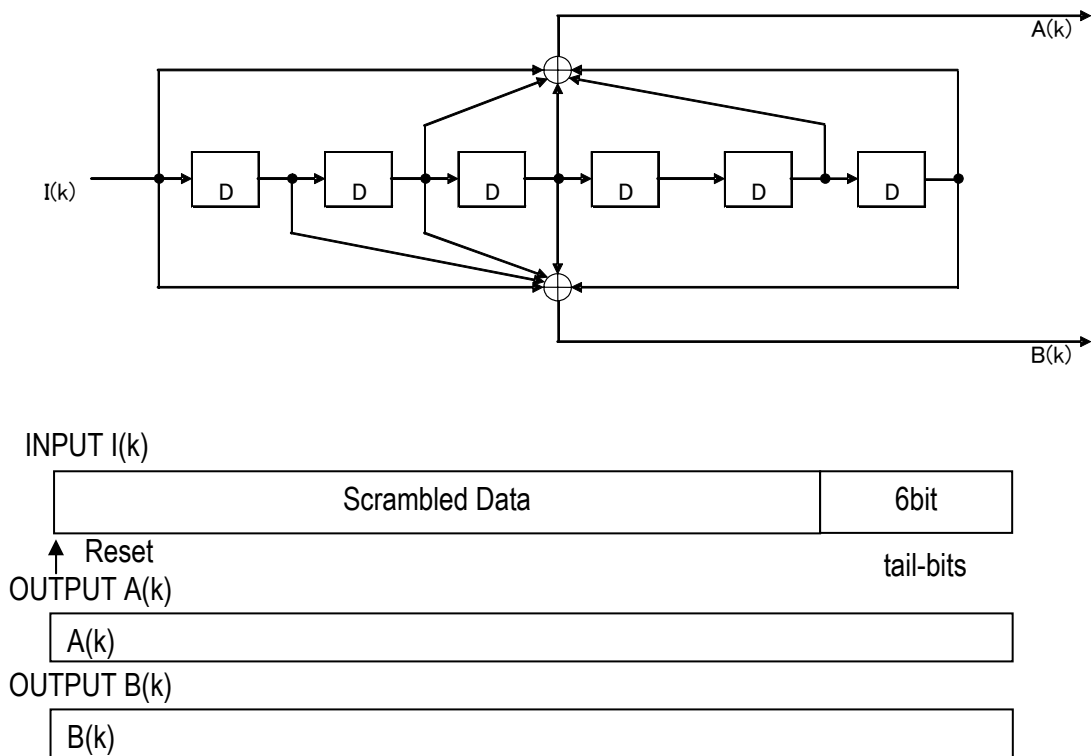 A(k)
I(k)
D D D D D D
B(k)
INPUT I(k)
Scrambled Data 6bit
Reset
tail-bits
OUTPUT A(k)
A(k)
OUTPUT B(k)
B(k)